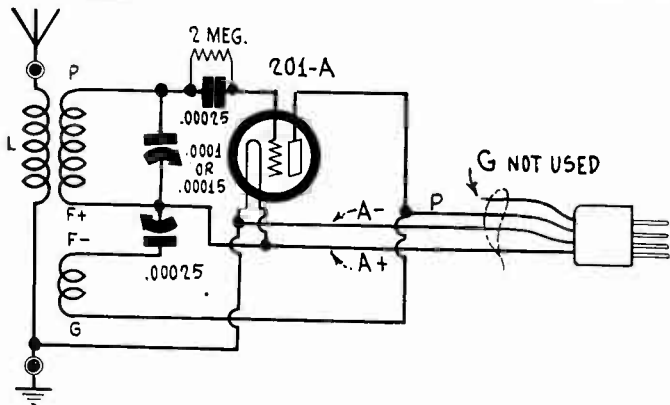 2 MEG.
201-A
P
.00025
L
.0001
OR
.00015
G NOT USED
P
A-
F+
F-
A+
.00025
G